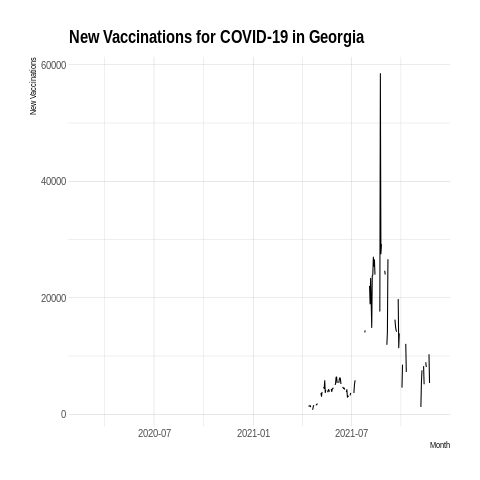 New Vaccinations for COVID-19 in Georgia
New Vaccinations
60000
40000
20000
0
2020-07
2021-01
2021-07
Month